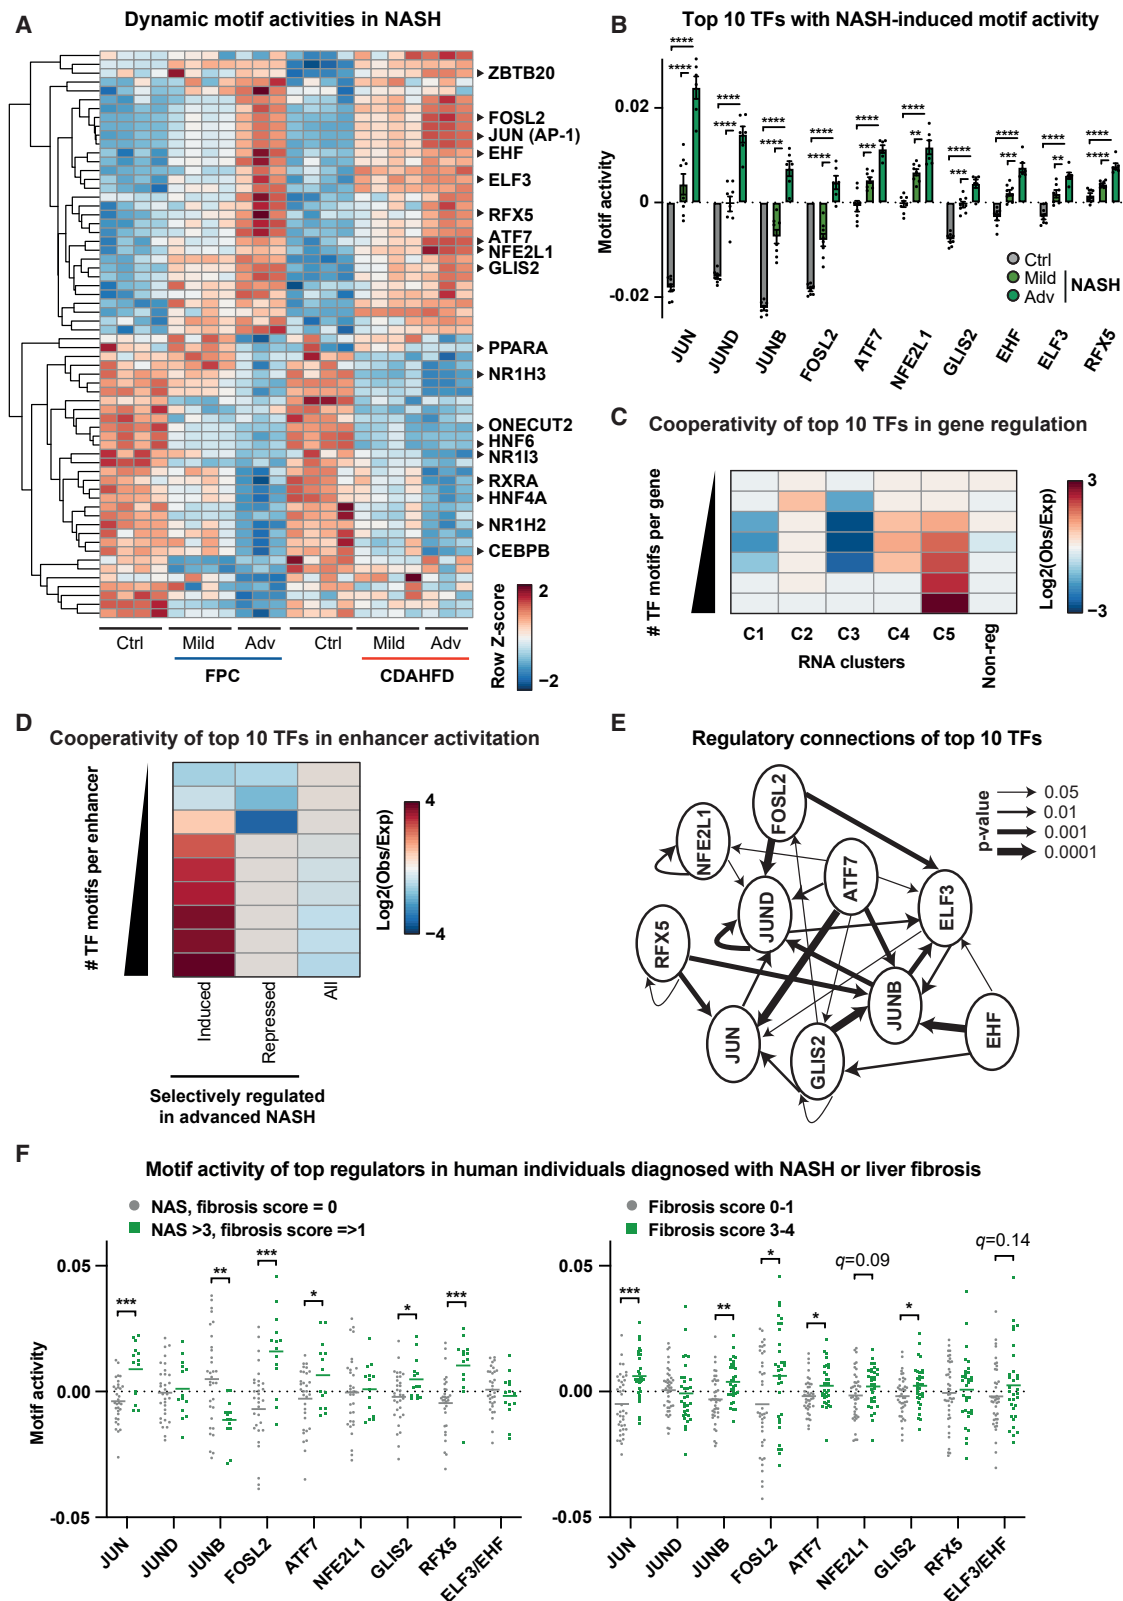 A
Dynamic motif activities in NASH
ZBTB20
FOSL2
JUN (AP-1)
EHF
ELF3
RFX5
ATF7
NFE2L1
GLIS2
PPARA
NR1H3
ONECUT2
HNF6
NR1I3
RXRA
HNF4A
NR1H2
CEBPB
Row Z-score
2
−2
Ctrl
Mild
Adv
Ctrl
Mild
Adv
FPC
CDAHFD
B
Top 10 TFs with NASH-induced motif activity
Motif activity
0.02
0
-0.02
****
****
****
****
****
****
****
****
****
***
****
**
****
***
****
***
****
**
****
****
Ctrl
Mild
Adv
NASH
JUN
JUND
JUNB
FOSL2
ATF7
NFE2L1
GLIS2
EHF
ELF3
RFX5
C
Cooperativity of top 10 TFs in gene regulation
# TF motifs per gene
C1
C2
C3
C4
C5
Non-reg
RNA clusters
Log2(Obs/Exp)
3
−3
D
Cooperativity of top 10 TFs in enhancer activitation
# TF motifs per enhancer
Induced
Repressed
All
Selectively regulated
in advanced NASH
Log2(Obs/Exp)
4
−4
E
Regulatory connections of top 10 TFs
FOSL2
NFE2L1
ATF7
JUND
ELF3
RFX5
JUNB
JUN
GLIS2
EHF
p-value
0.05
0.01
0.001
0.0001
F
Motif activity of top regulators in human individuals diagnosed with NASH or liver fibrosis
NAS, fibrosis score = 0
NAS >3, fibrosis score =>1
Motif activity
0.05
0.00
-0.05
***
**
***
*
*
***
JUN
JUND
JUNB
FOSL2
ATF7
NFE2L1
GLIS2
RFX5
ELF3/EHF
Fibrosis score 0-1
Fibrosis score 3-4
0.05
0.00
-0.05
***
**
*
*
q=0.09
*
q=0.14
JUN
JUND
JUNB
FOSL2
ATF7
NFE2L1
GLIS2
RFX5
ELF3/EHF